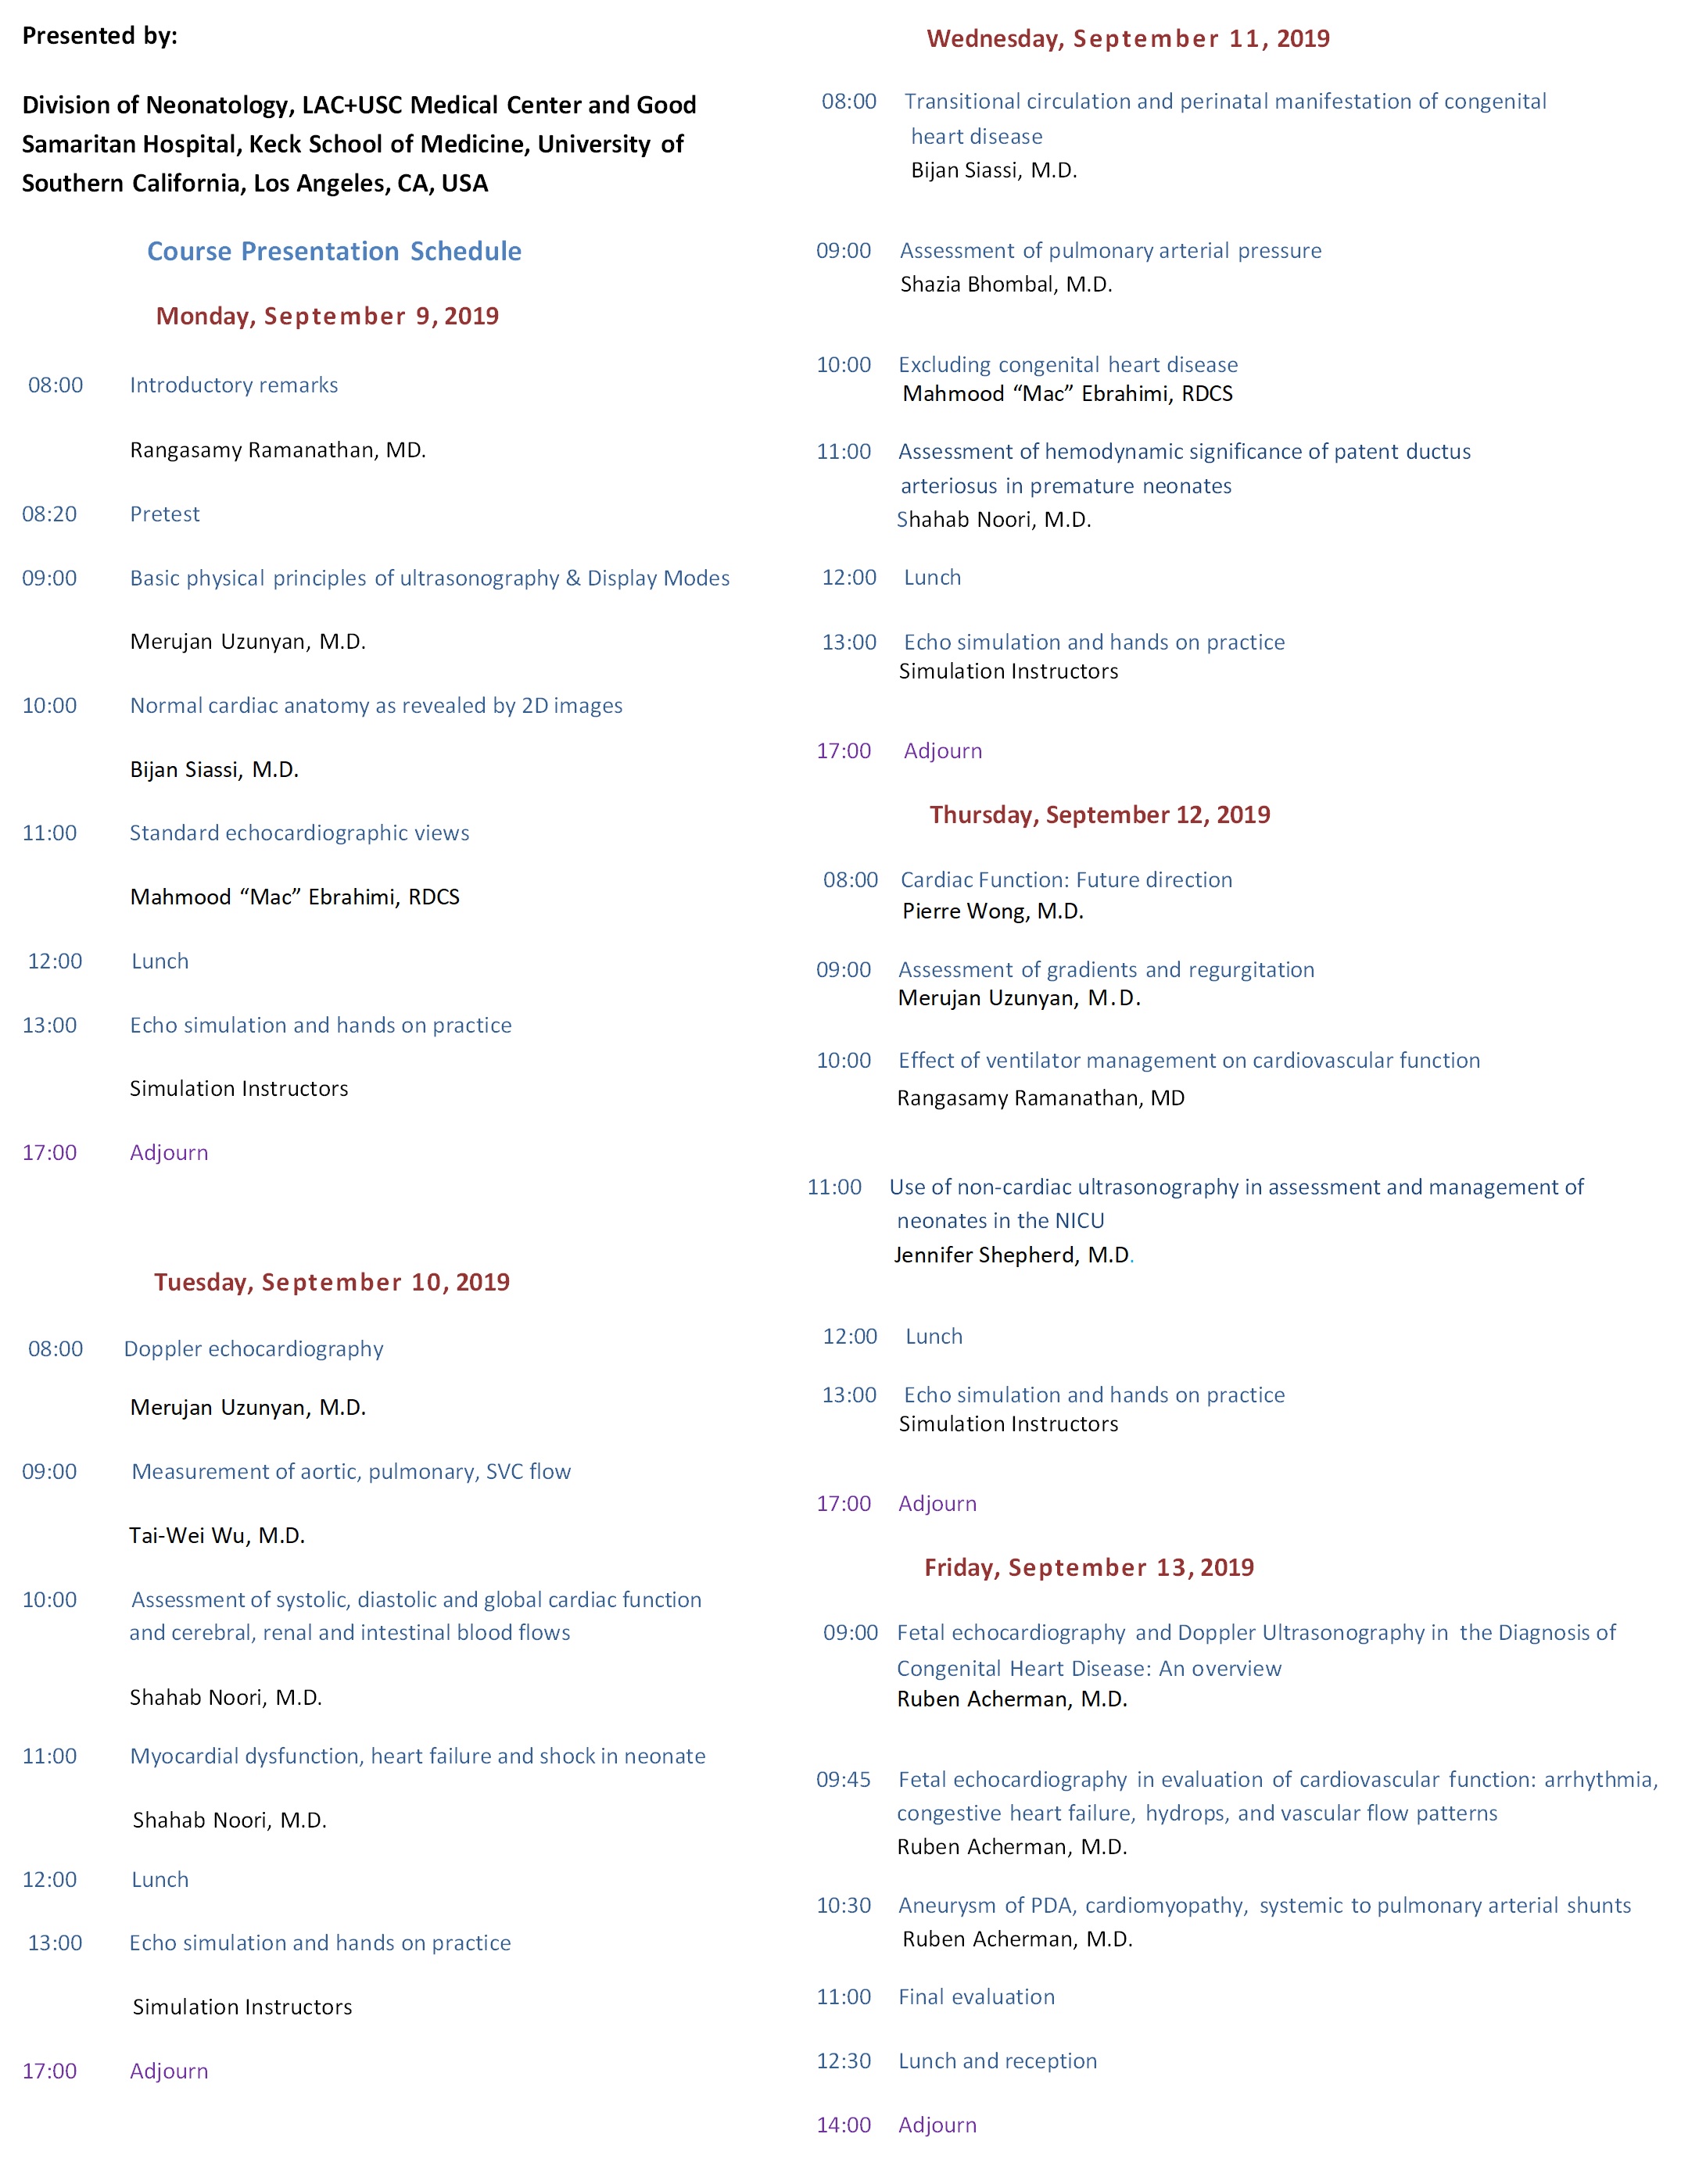 Presented by:
Division of Neonatology, LAC+USC Medical Center and Good
Samaritan Hospital, Keck School of Medicine, University of
Southern California, Los Angeles, CA, USA
Course Presentation Schedule
Monday, September 9, 2019
08:00 Introductory remarks
Rangasamy Ramanathan, MD.
08:20 Pretest
09:00 Basic physical principles of ultrasonography & Display Modes
Merujan Uzunyan, M.D.
10:00 Normal cardiac anatomy as revealed by 2D images
Bijan Siassi, M.D.
11:00 Standard echocardiographic views
Mahmood “Mac” Ebrahimi, RDCS
12:00 Lunch
13:00 Echo simulation and hands on practice
Simulation Instructors
17:00 Adjourn
Tuesday, September 10, 2019
08:00 Doppler echocardiography
Merujan Uzunyan, M.D.
09:00 Measurement of aortic, pulmonary, SVC flow
Tai-Wei Wu, M.D.
10:00 Assessment of systolic, diastolic and global cardiac function
and cerebral, renal and intestinal blood flows
Shahab Noori, M.D.
11:00 Myocardial dysfunction, heart failure and shock in neonate
Shahab Noori, M.D.
12:00 Lunch
13:00 Echo simulation and hands on practice
Simulation Instructors
17:00 Adjourn
Wednesday, September 11, 2019
08:00 Transitional circulation and perinatal manifestation of congenital
heart disease
Bijan Siassi, M.D.
09:00 Assessment of pulmonary arterial pressure
Shazia Bhombal, M.D.
10:00 Excluding congenital heart disease
Mahmood “Mac” Ebrahimi, RDCS
11:00 Assessment of hemodynamic significance of patent ductus
arteriosus in premature neonates
Shahab Noori, M.D.
12:00 Lunch
13:00 Echo simulation and hands on practice
Simulation Instructors
17:00 Adjourn
Thursday, September 12, 2019
08:00 Cardiac Function: Future direction
Pierre Wong, M.D.
09:00 Assessment of gradients and regurgitation
Merujan Uzunyan, M.D.
10:00 Effect of ventilator management on cardiovascular function
Rangasamy Ramanathan, MD
11:00 Use of non-cardiac ultrasonography in assessment and management of
neonates in the NICU
Jennifer Shepherd, M.D.
12:00 Lunch
13:00 Echo simulation and hands on practice
Simulation Instructors
17:00 Adjourn
Friday, September 13, 2019
09:00 Fetal echocardiography and Doppler Ultrasonography in the Diagnosis of
Congenital Heart Disease: An overview
Ruben Acherman, M.D.
09:45 Fetal echocardiography in evaluation of cardiovascular function: arrhythmia,
congestive heart failure, hydrops, and vascular flow patterns
Ruben Acherman, M.D.
10:30 Aneurysm of PDA, cardiomyopathy, systemic to pulmonary arterial shunts
Ruben Acherman, M.D.
11:00 Final evaluation
12:30 Lunch and reception
14:00 Adjourn